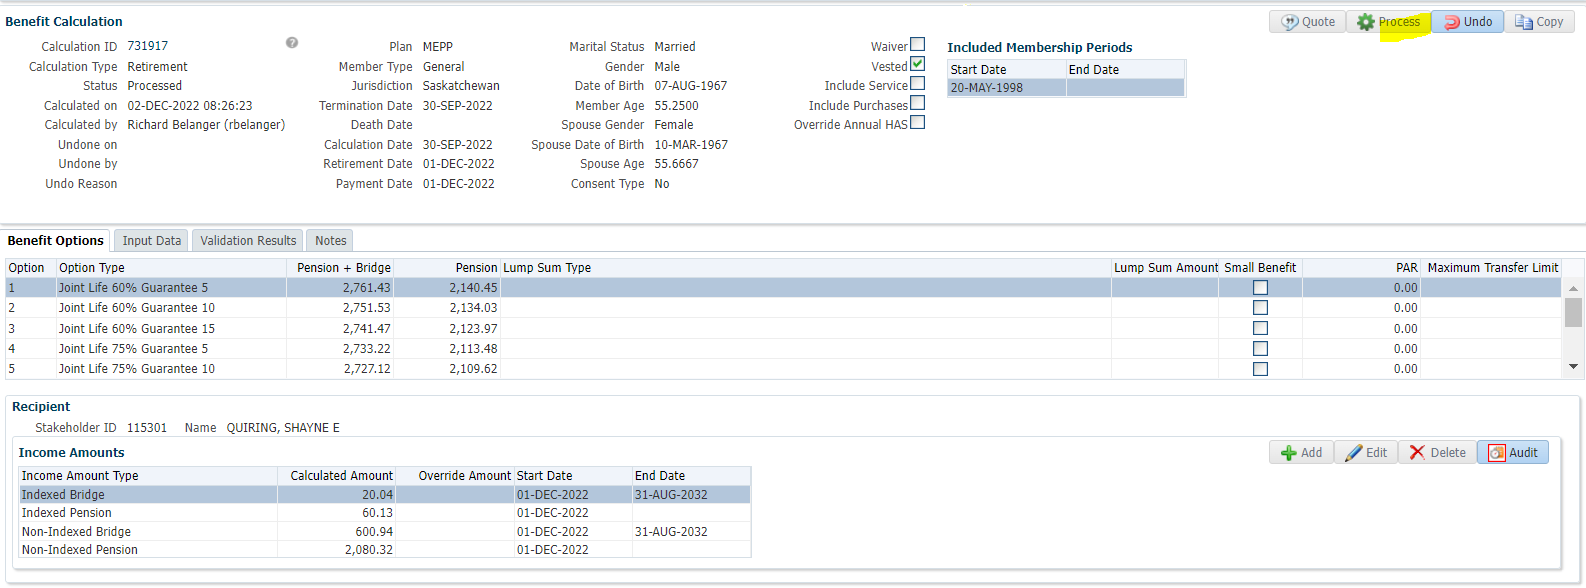 Benefit Calculation
Quote Process Undo Copy
Calculation ID 731917
Calculation Type Retirement
Status Processed
Calculated on 02-DEC-2022 08:26:23
Calculated by Richard Belanger (rbelanger)
Undone on
Undone by
Undo Reason
Plan MEPP
Member Type General
Jurisdiction Saskatchewan
Termination Date 30-SEP-2022
Death Date
Calculation Date 30-SEP-2022
Retirement Date 01-DEC-2022
Payment Date 01-DEC-2022
Marital Status Married
Gender Male
Date of Birth 07-AUG-1967
Member Age 55.2500
Spouse Gender Female
Spouse Date of Birth 10-MAR-1967
Spouse Age 55.6667
Consent Type No
Waiver
Vested
Include Service
Include Purchases
Override Annual HAS
Included Membership Periods
Start Date End Date
20-MAY-1998
Benefit Options Input Data Validation Results Notes
Option Option Type Pension + Bridge Pension Lump Sum Type Lump Sum Amount Small Benefit PAR Maximum Transfer Limit
1 Joint Life 60% Guarantee 5 2,761.43 2,140.45 0.00
2 Joint Life 60% Guarantee 10 2,751.53 2,134.03 0.00
3 Joint Life 60% Guarantee 15 2,741.47 2,123.97 0.00
4 Joint Life 75% Guarantee 5 2,733.22 2,113.48 0.00
5 Joint Life 75% Guarantee 10 2,727.12 2,109.62 0.00
Recipient
Stakeholder ID 115301 Name QUIRING, SHAYNE E
Income Amounts
Add Edit Delete Audit
Income Amount Type Calculated Amount Override Amount Start Date End Date
Indexed Bridge 20.04 01-DEC-2022 31-AUG-2032
Indexed Pension 60.13 01-DEC-2022
Non-Indexed Bridge 600.94 01-DEC-2022 31-AUG-2032
Non-Indexed Pension 2,080.32 01-DEC-2022